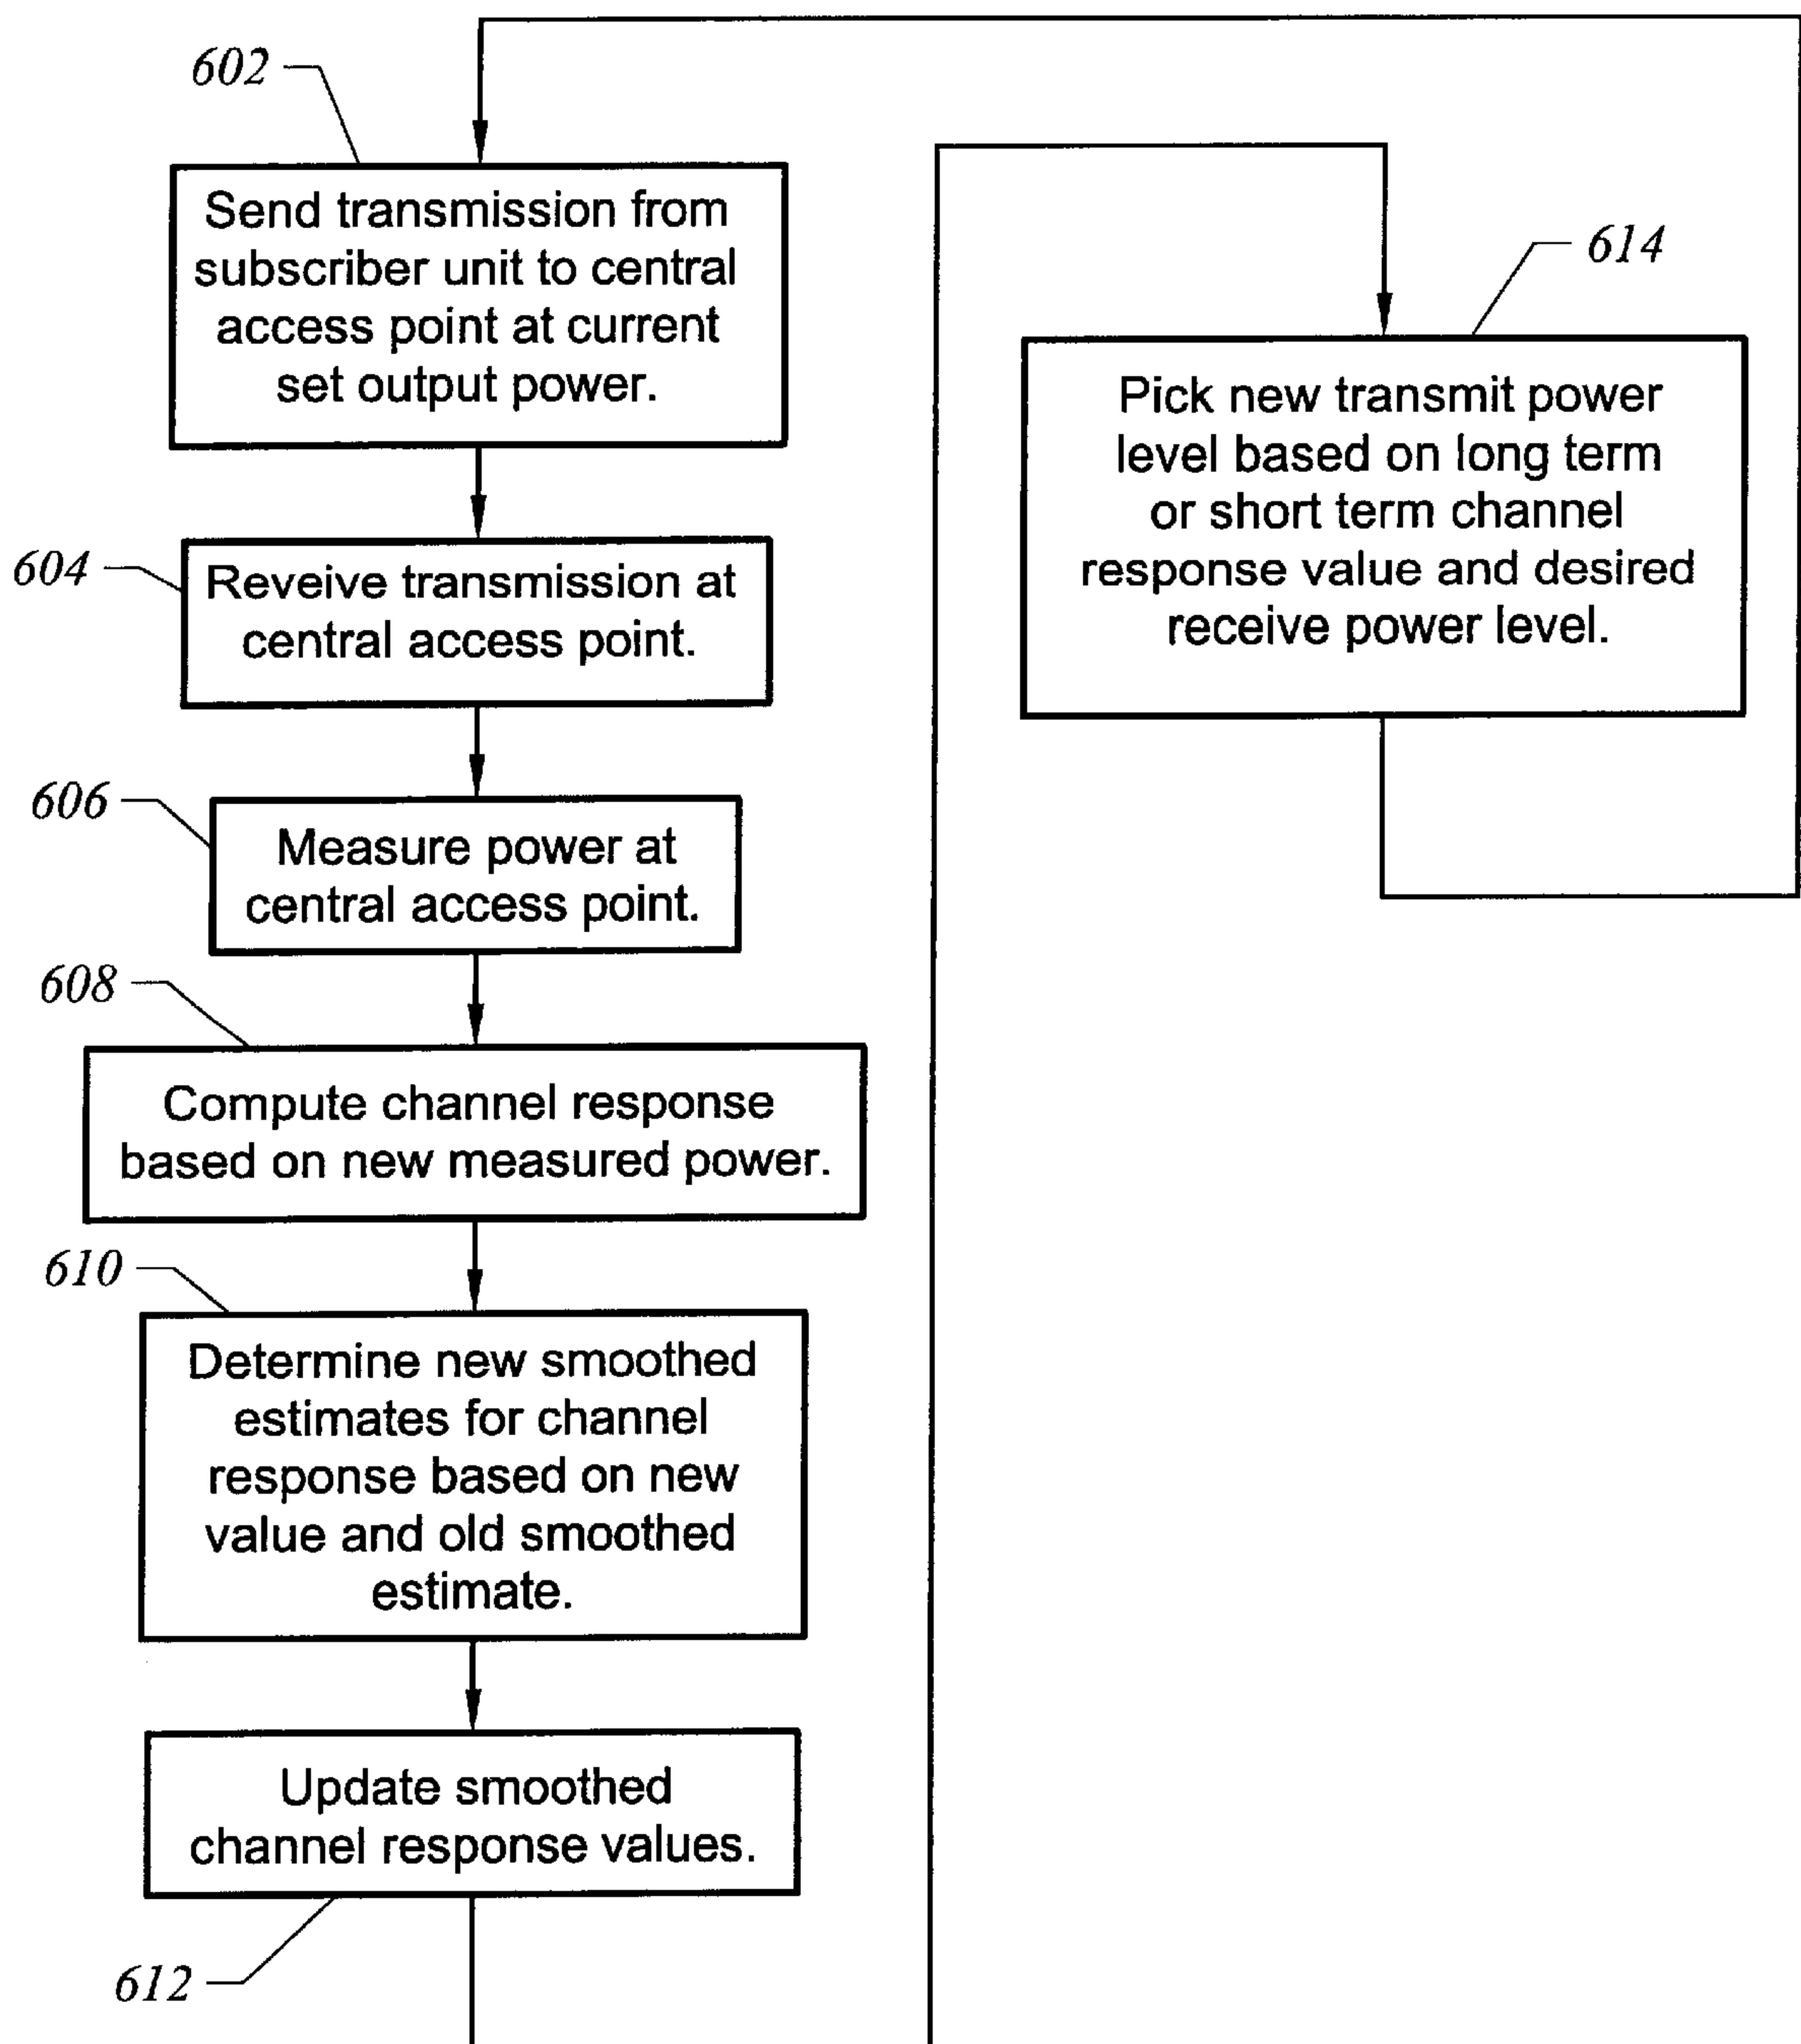 602
Send transmission from
subscriber unit to central
access point at current
set output power.
604
Reveive transmission at
central access point.
606
Measure power at
central access point.
608
Compute channel response
based on new measured power.
610
Determine new smoothed
estimates for channel
response based on new
value and old smoothed
estimate.
Update smoothed
channel response values.
612
614
Pick new transmit power
level based on long term
or short term channel
response value and desired
receive power level.